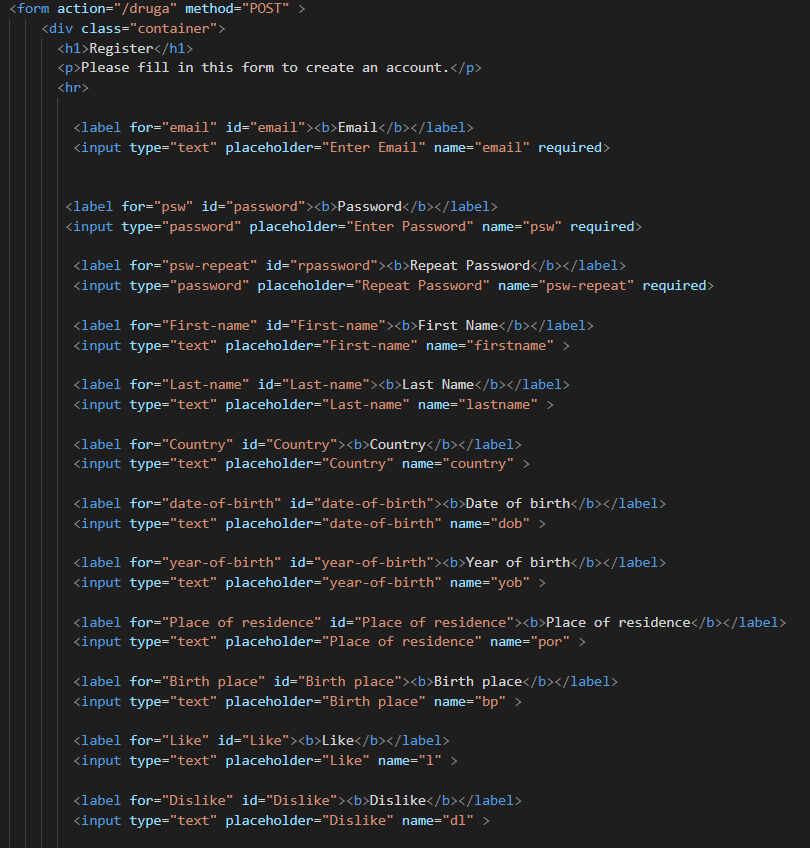 <form action="/druga" method="POST" >
<div class="container">
<h1>Register</h1>
<p>Please fill in this form to create an account.</p>
<hr>
<label for="email" id="email"><b>Email</b></label>
<input type="text" placeholder="Enter Email" name="email" required>
<label for="psw" id="password"><b>Password</b></label>
<input type="password" placeholder="Enter Password" name="psw" required>
<label for="psw-repeat" id="rpassword"><b>Repeat Password</b></label>
<input type="password" placeholder="Repeat Password" name="psw-repeat" required>
<label for="First-name" id="First-name"><b>First Name</b></label>
<input type="text" placeholder="First-name" name="firstname" >
<label for="Last-name" id="Last-name"><b>Last Name</b></label>
<input type="text" placeholder="Last-name" name="lastname" >
<label for="Country" id="Country"><b>Country</b></label>
<input type="text" placeholder="Country" name="country" >
<label for="date-of-birth" id="date-of-birth"><b>Date of birth</b></label>
<input type="text" placeholder="date-of-birth" name="dob" >
<label for="year-of-birth" id="year-of-birth"><b>Year of birth</b></label>
<input type="text" placeholder="year-of-birth" name="yob" >
<label for="Place of residence" id="Place of residence"><b>Place of residence</b></label>
<input type="text" placeholder="Place of residence" name="por" >
<label for="Birth place" id="Birth place"><b>Birth place</b></label>
<input type="text" placeholder="Birth place" name="bp" >
<label for="Like" id="Like"><b>Like</b></label>
<input type="text" placeholder="Like" name="l" >
<label for="Dislike" id="Dislike"><b>Dislike</b></label>
<input type="text" placeholder="Dislike" name="dl" >